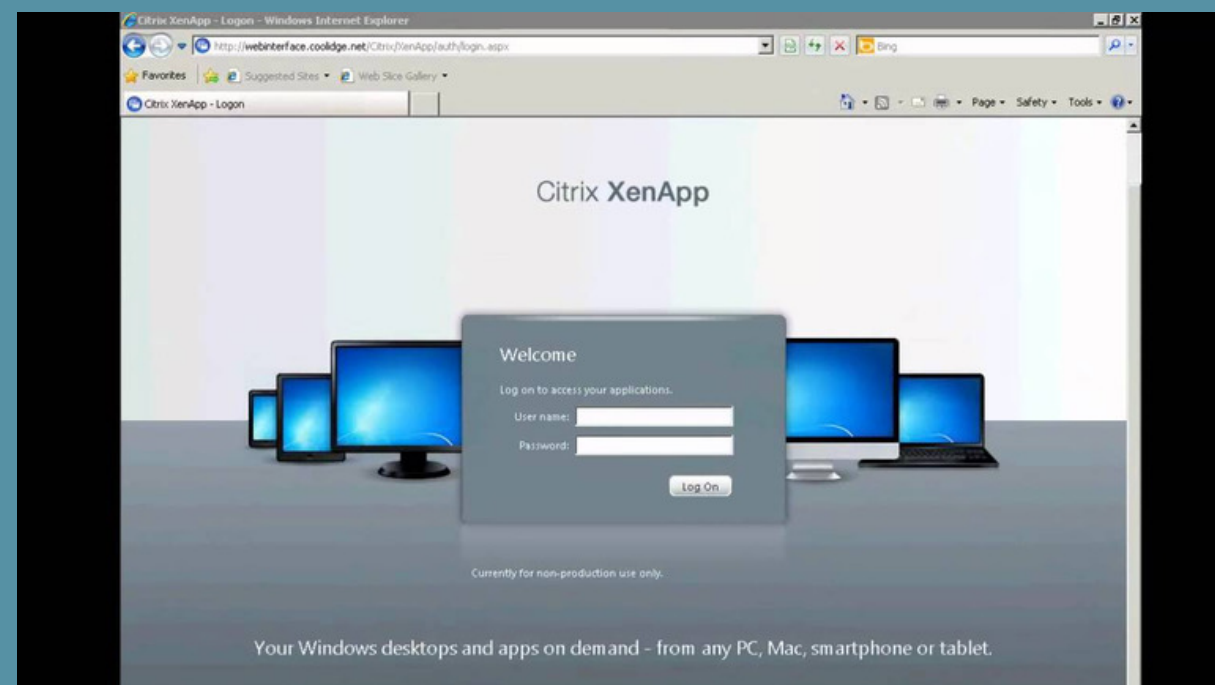 Citrix XenApp - Logon - Windows Internet Explorer
http://webinterface.coolidge.net/Citrix/XenApp/auth/login.aspx
Bing
Favorites Suggested Sites Web Slice Gallery
Citrix XenApp - Logon
Page Safety Tools
Citrix XenApp
Welcome
Log on to access your applications.
User name:
Password:
Log On
Currently for non-production use only.
Your Windows desktops and apps on demand - from any PC, Mac, smartphone or tablet.